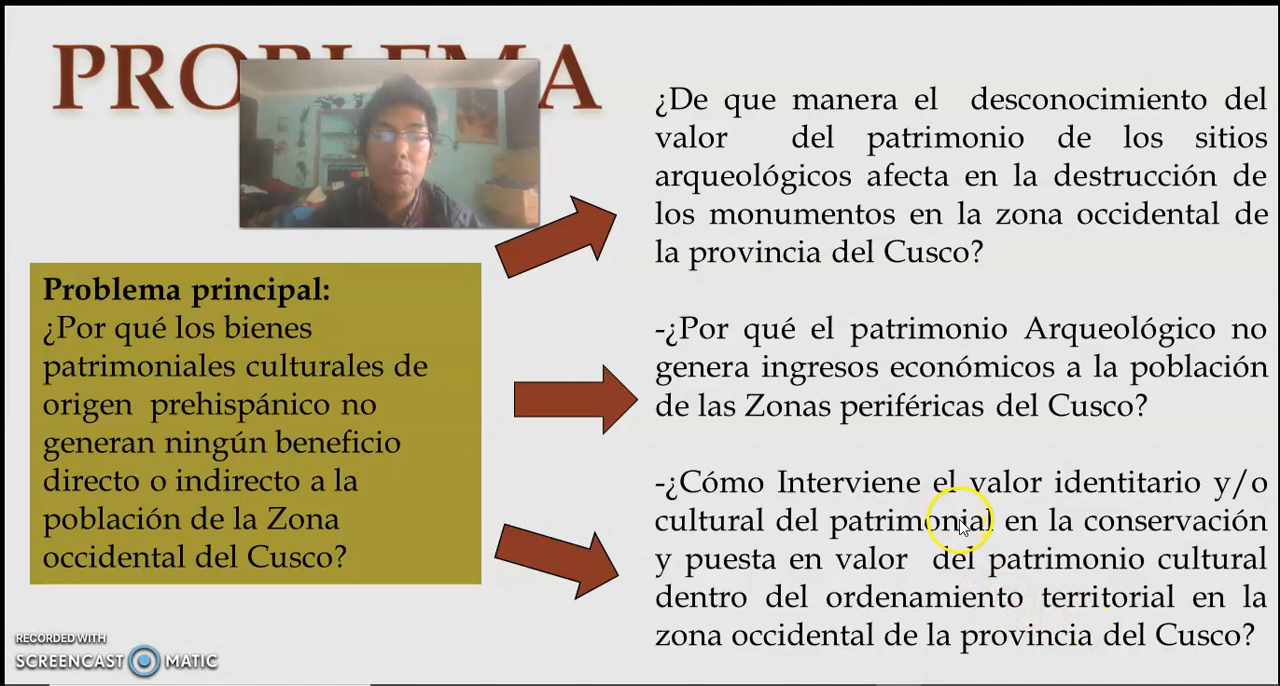 PROBLEMA
Problema principal:
¿Por qué los bienes
patrimoniales culturales de
origen prehispánico no
generan ningún beneficio
directo o indirecto a la
población de la Zona
occidental del Cusco?
¿De que manera el desconocimiento del
valor del patrimonio de los sitios
arqueológicos afecta en la destrucción de
los monumentos en la zona occidental de
la provincia del Cusco?
-¿Por qué el patrimonio Arqueológico no
genera ingresos económicos a la población
de las Zonas periféricas del Cusco?
-¿Cómo Interviene el valor identitario y/o
cultural del patrimonial en la conservación
y puesta en valor del patrimonio cultural
dentro del ordenamiento territorial en la
zona occidental de la provincia del Cusco?
RECORDED WITH
SCREENCAST MATIC